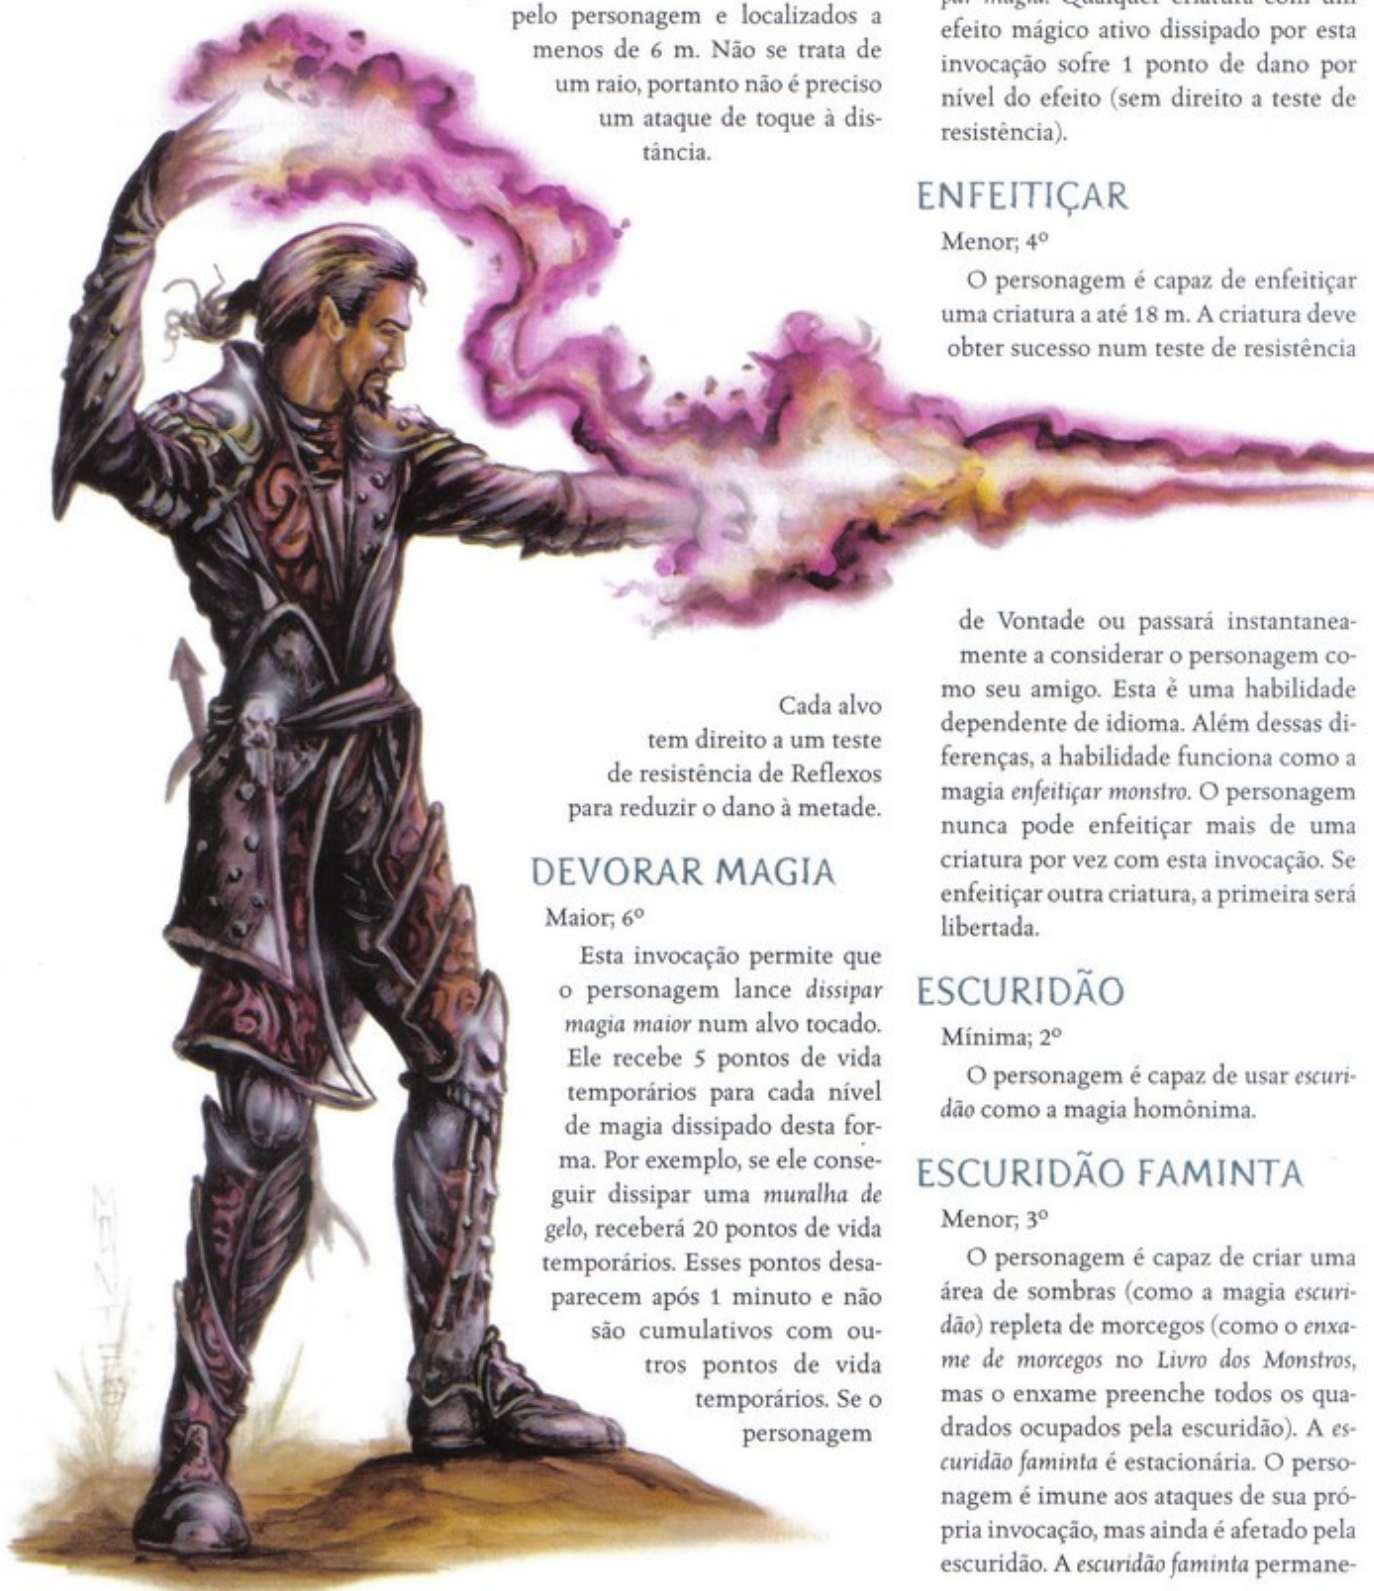 pelo personagem e localizados a
menos de 6 m. Não se trata de
um raio, portanto não é preciso
um ataque de toque à dis-
tância.
Cada alvo
tem direito a um teste
de resistência de Reflexos
para reduzir o dano à metade.
DEVORAR MAGIA
Maior; 6º
Esta invocação permite que
o personagem lance dissipar
magia maior num alvo tocado.
Ele recebe 5 pontos de vida
temporários para cada nível
de magia dissipado desta for-
ma. Por exemplo, se ele conse-
guir dissipar uma muralha de
gelo, receberá 20 pontos de vida
temporários. Esses pontos desa-
parecem após 1 minuto e não
são cumulativos com ou-
tros pontos de vida
temporários. Se o
personagem
par magia. Qualquer criatura com um
efeito mágico ativo dissipado por esta
invocação sofre 1 ponto de dano por
nível do efeito (sem direito a teste de
resistência).
ENFEITIÇAR
Menor; 4º
O personagem é capaz de enfeitiçar
uma criatura a até 18 m. A criatura deve
obter sucesso num teste de resistência
de Vontade ou passará instantanea-
mente a considerar o personagem co-
mo seu amigo. Esta è uma habilidade
dependente de idioma. Além dessas di-
ferenças, a habilidade funciona como a
magia enfeitiçar monstro. O personagem
nunca pode enfeitiçar mais de uma
criatura por vez com esta invocação. Se
enfeitiçar outra criatura, a primeira será
libertada.
ESCURIDÃO
Mínima; 2º
O personagem é capaz de usar escuri-
dão como a magia homônima.
ESCURIDÃO FAMINTA
Menor; 3º
O personagem é capaz de criar uma
área de sombras (como a magia escuri-
dão) repleta de morcegos (como o enxa-
me de morcegos no Livro dos Monstros,
mas o enxame preenche todos os qua-
drados ocupados pela escuridão). A es-
curidão faminta é estacionária. O perso-
nagem é imune aos ataques de sua pró-
pria invocação, mas ainda é afetado pela
escuridão. A escuridão faminta permane-